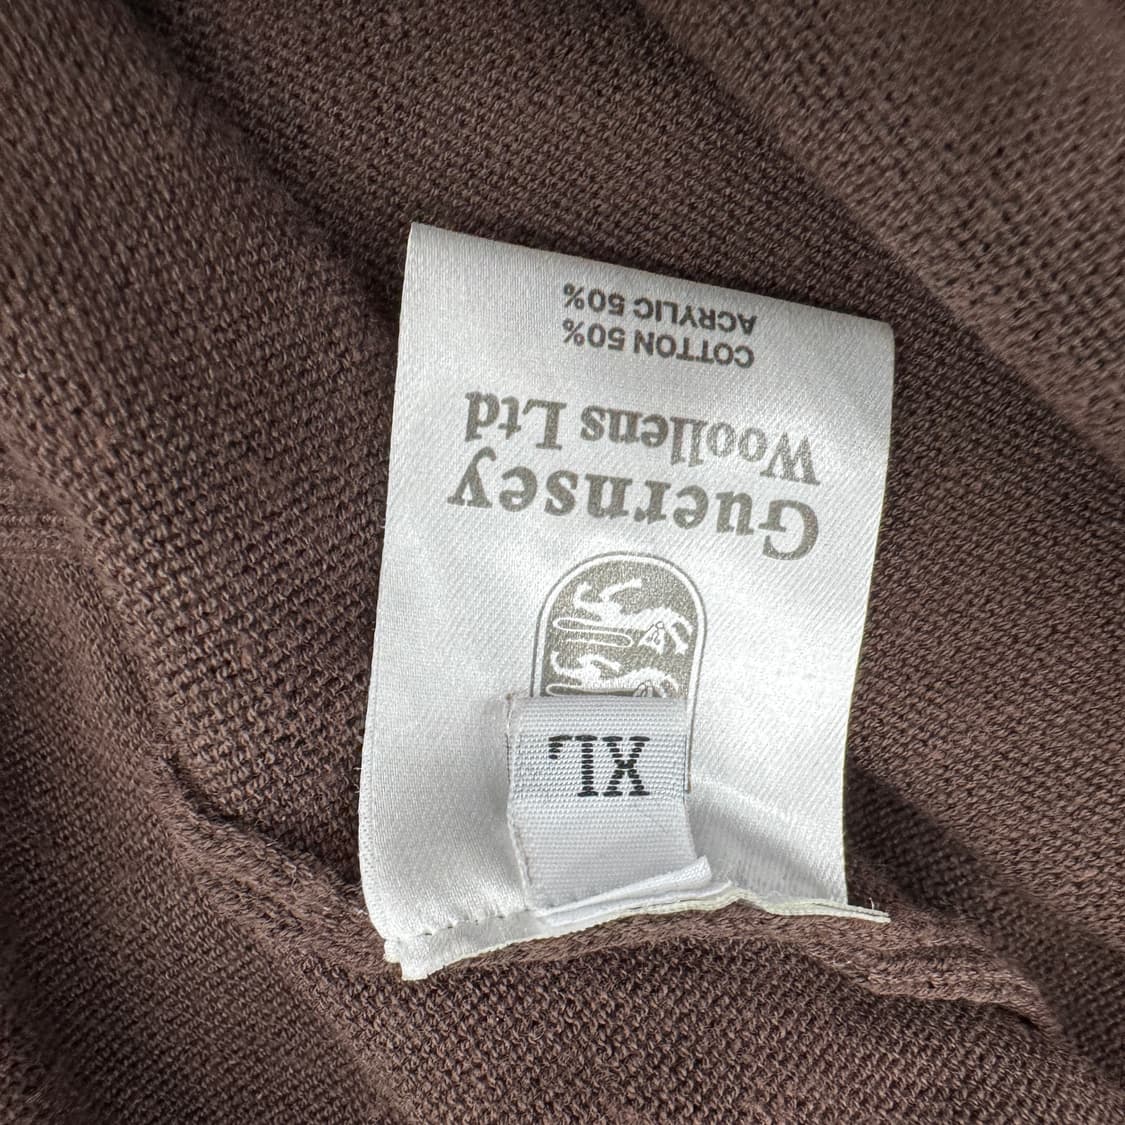 XL
Guernsey
Woollens Ltd
COTTON 50%
ACRYLIC 50%